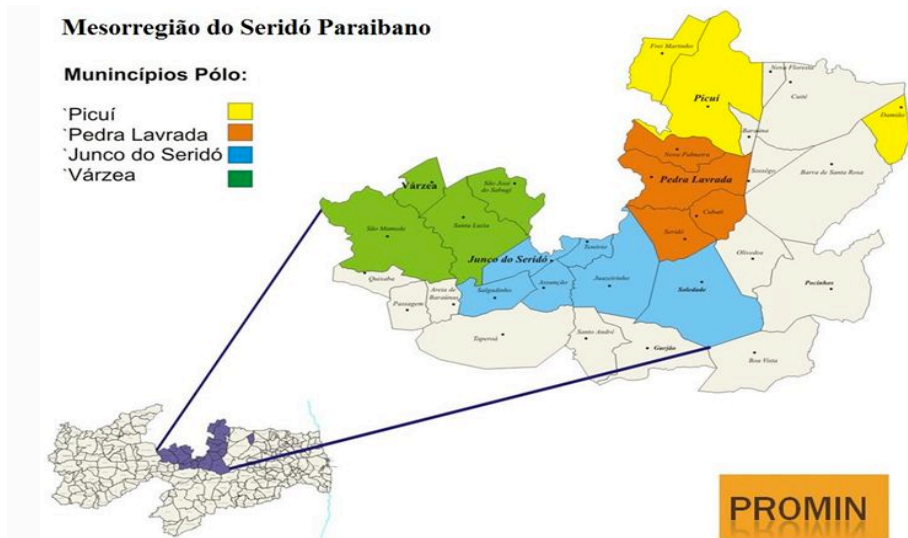 Mesorregião do Seridó Paraibano
Munincípios Pólo:
`Picuí
`Pedra Lavrada
`Junco do Seridó
`Várzea
Frei Martinho
Nova Floresta
Cuité
Picuí
Damião
Baraúna
Nova Palmeira
Sossêgo
Barra de Santa Rosa
Várzea
São José
do Sabugi
Pedra Lavrada
Cubati
São Mamede
Santa Luzia
Seridó
Tenório
Junco do Seridó
Olivedos
Quixaba
Areia de
Baraúnas
Salgadinho
Assunção
Juazeirinho
Soledade
Pocinhos
Passagem
Taperoá
Santo André
Gurjão
Boa Vista
PROMIN